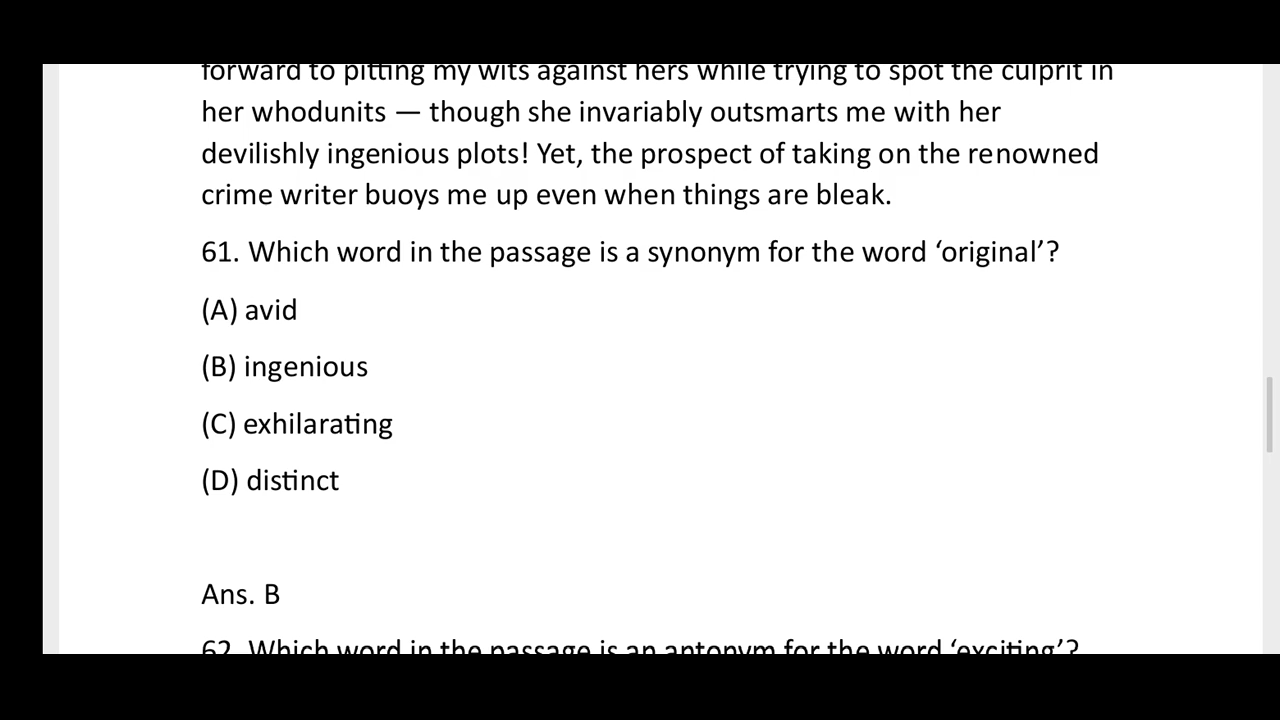 forward to pitting my wits against hers while trying to spot the culprit in
her whodunits — though she invariably outsmarts me with her
devilishly ingenious plots! Yet, the prospect of taking on the renowned
crime writer buoys me up even when things are bleak.
61. Which word in the passage is a synonym for the word ‘original’?
(A) avid
(B) ingenious
(C) exhilarating
(D) distinct
Ans. B
62. Which word in the passage is an antonym for the word ‘exciting’?